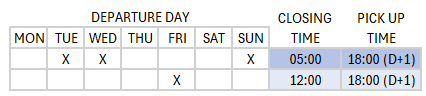 DEPARTURE DAY CLOSING PICK UP
MON TUE WED THU FRI SAT SUN TIME TIME
X X X 05:00 18:00 (D+1)
X 12:00 18:00 (D+1)